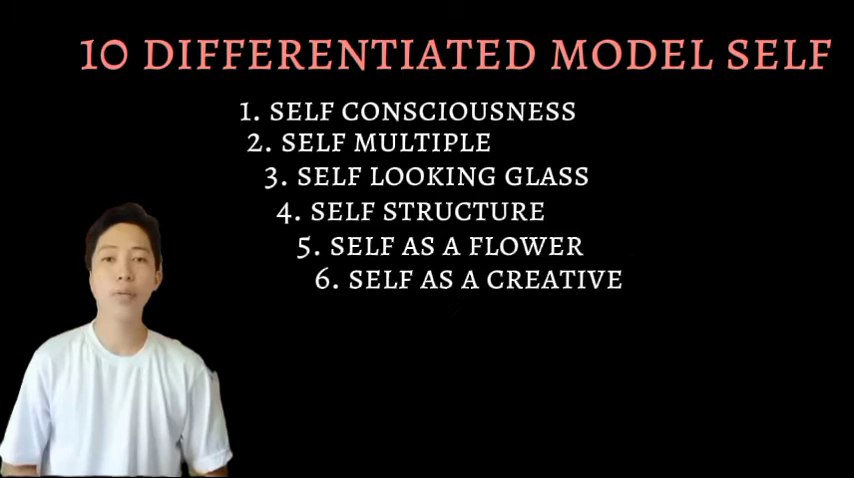 10 DIFFERENTIATED MODEL SELF
1. SELF CONSCIOUSNESS
2. SELF MULTIPLE
3. SELF LOOKING GLASS
4. SELF STRUCTURE
5. SELF AS A FLOWER
6. SELF AS A CREATIVE